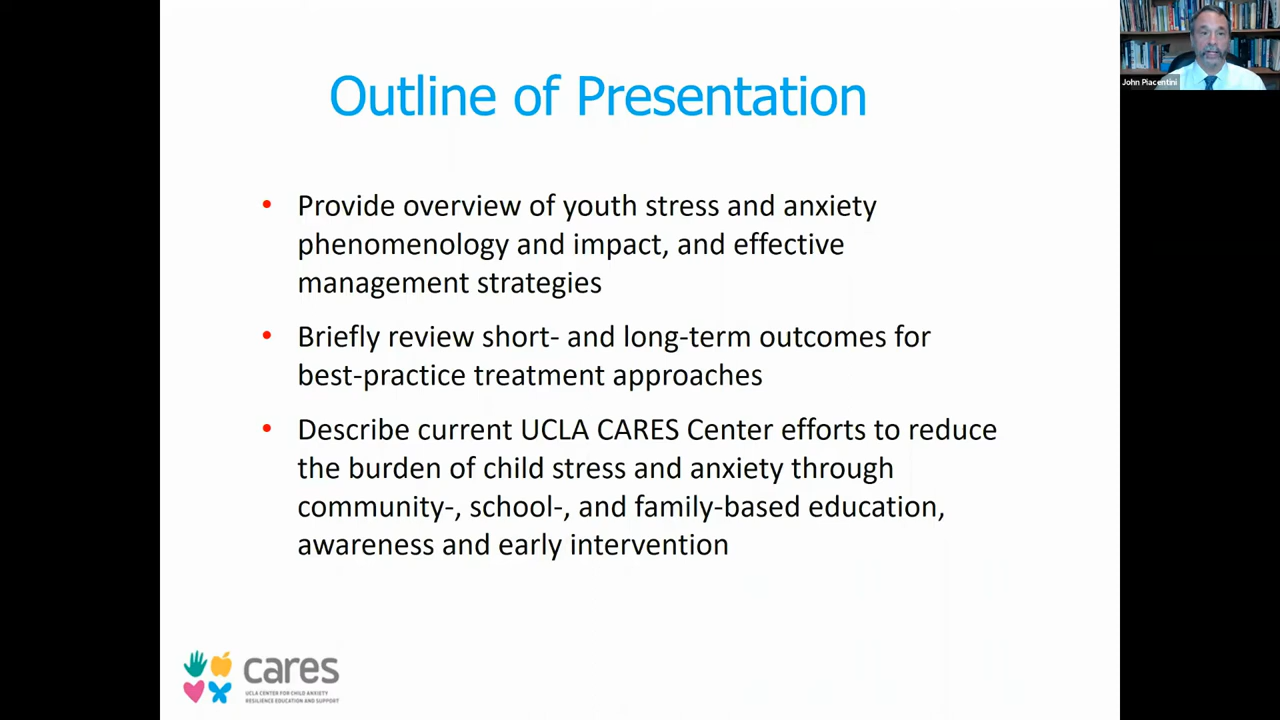 Outline of Presentation
John Piacentini
• Provide overview of youth stress and anxiety
phenomenology and impact, and effective
management strategies
• Briefly review short- and long-term outcomes for
best-practice treatment approaches
• Describe current UCLA CARES Center efforts to reduce
the burden of child stress and anxiety through
community-, school-, and family-based education,
awareness and early intervention
cares
UCLA CENTER FOR CHILD ANXIETY
RESILIENCE EDUCATION AND SUPPORT